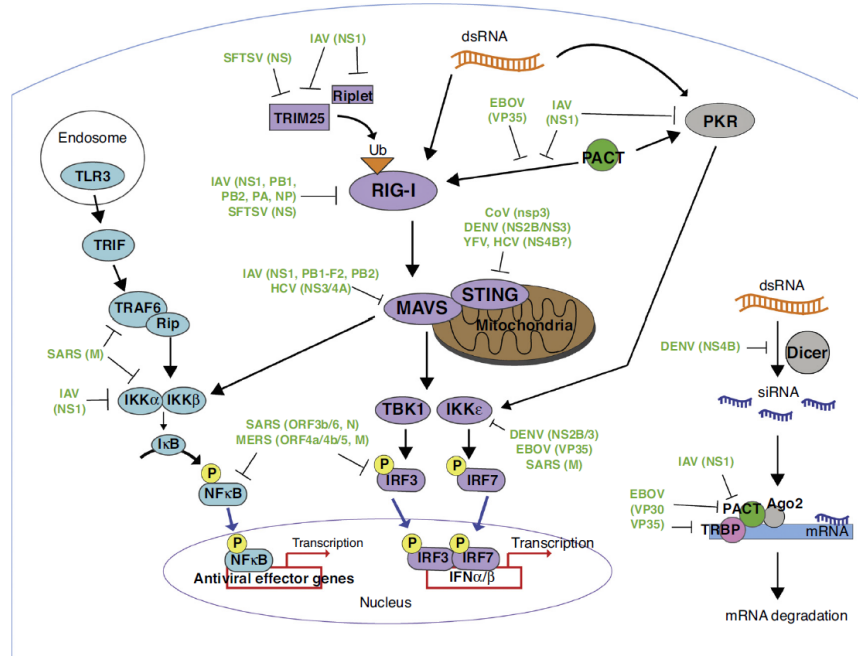 dsRNA
IAV (NS1)
SFTSV (NS)
Riplet
TRIM25
Ub
EBOV
(VP35)
IAV
(NS1)
PKR
PACT
Endosome
TLR3
RIG-I
IAV (NS1, PB1,
PB2, PA, NP)
SFTSV (NS)
TRIF
CoV (nsp3)
DENV (NS2B/NS3)
YFV, HCV (NS4B?)
IAV (NS1, PB1-F2, PB2)
HCV (NS3/4A)
STING
MAVS
Mitochondria
TRAF6
Rip
SARS (M)
IAV
(NS1)
IKKα
IKKβ
IκB
TBK1
IKKε
SARS (ORF3b/6, N)
MERS (ORF4a/4b/5, M)
DENV (NS2B/3)
EBOV (VP35)
SARS (M)
P
NFκB
P
IRF3
P
IRF7
P
NFκB
Transcription
Antiviral effector genes
P
IRF3
P
IRF7
Transcription
IFNα/β
Nucleus
dsRNA
DENV (NS4B)
Dicer
siRNA
IAV (NS1)
EBOV
(VP30
VP35)
PACT
Ago2
TRBP
mRNA
mRNA degradation